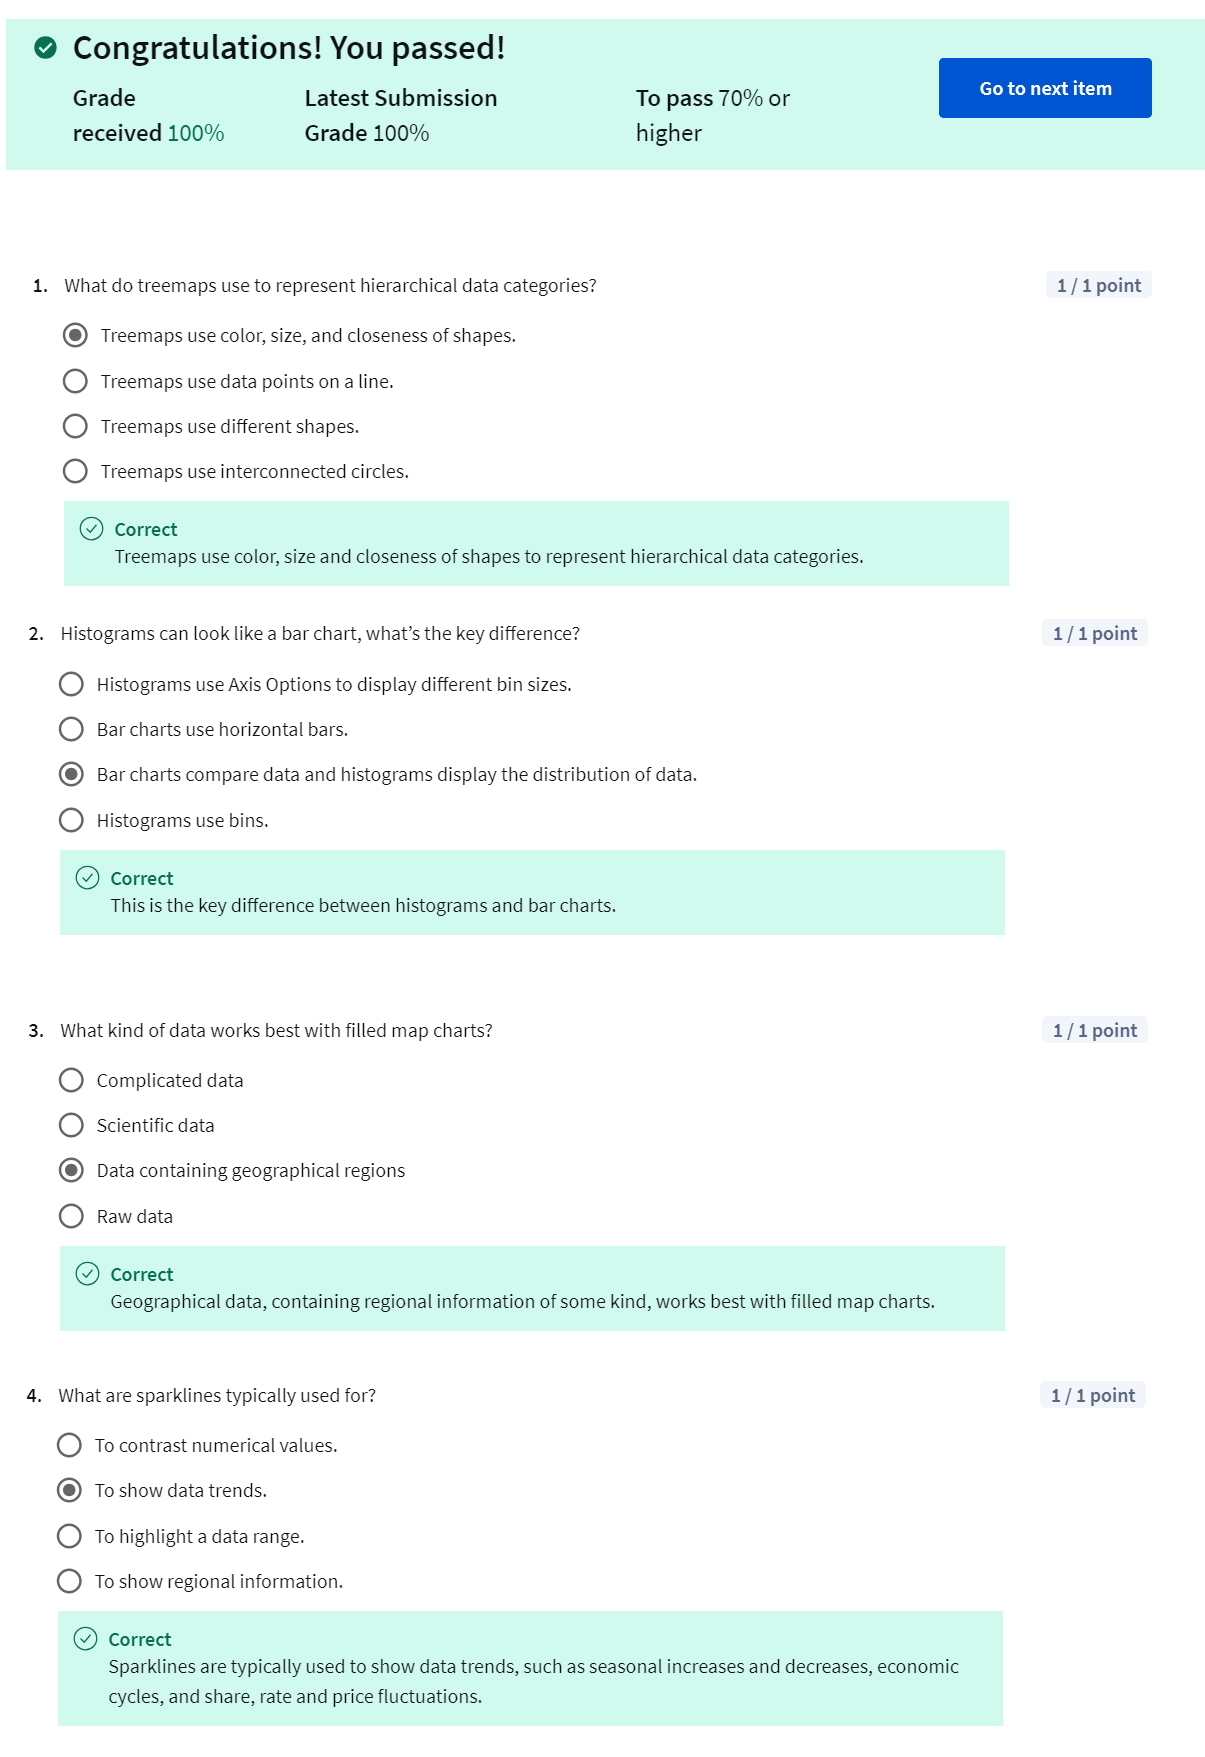 Congratulations! You passed!
Grade received 100%
Latest Submission Grade 100%
To pass 70% or higher
Go to next item
1. What do treemaps use to represent hierarchical data categories?
1 / 1 point
Treemaps use color, size, and closeness of shapes.
Treemaps use data points on a line.
Treemaps use different shapes.
Treemaps use interconnected circles.
Correct
Treemaps use color, size and closeness of shapes to represent hierarchical data categories.
2. Histograms can look like a bar chart, what’s the key difference?
1 / 1 point
Histograms use Axis Options to display different bin sizes.
Bar charts use horizontal bars.
Bar charts compare data and histograms display the distribution of data.
Histograms use bins.
Correct
This is the key difference between histograms and bar charts.
3. What kind of data works best with filled map charts?
1 / 1 point
Complicated data
Scientific data
Data containing geographical regions
Raw data
Correct
Geographical data, containing regional information of some kind, works best with filled map charts.
4. What are sparklines typically used for?
1 / 1 point
To contrast numerical values.
To show data trends.
To highlight a data range.
To show regional information.
Correct
Sparklines are typically used to show data trends, such as seasonal increases and decreases, economic
cycles, and share, rate and price fluctuations.